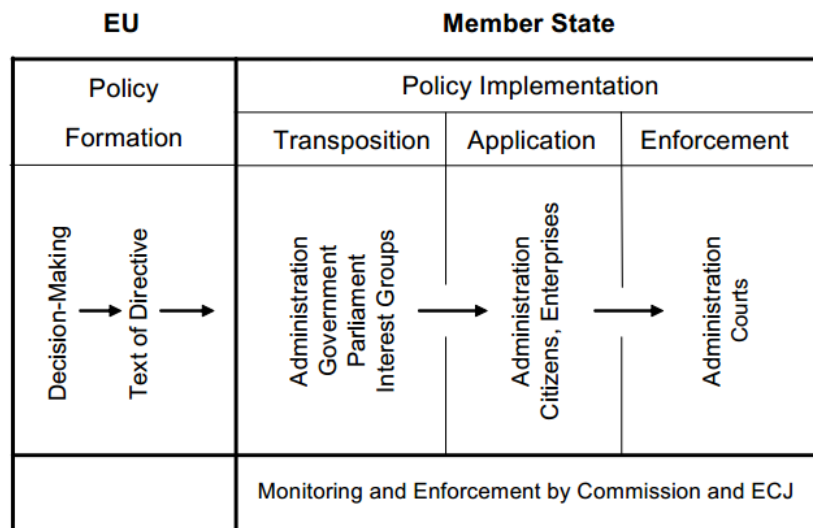 EU
Member State
Policy
Formation
Policy Implementation
Transposition
Application
Enforcement
Decision-Making
Text of Directive
Administration
Government
Parliament
Interest Groups
Administration
Citizens, Enterprises
Administration
Courts
Monitoring and Enforcement by Commission and ECJ